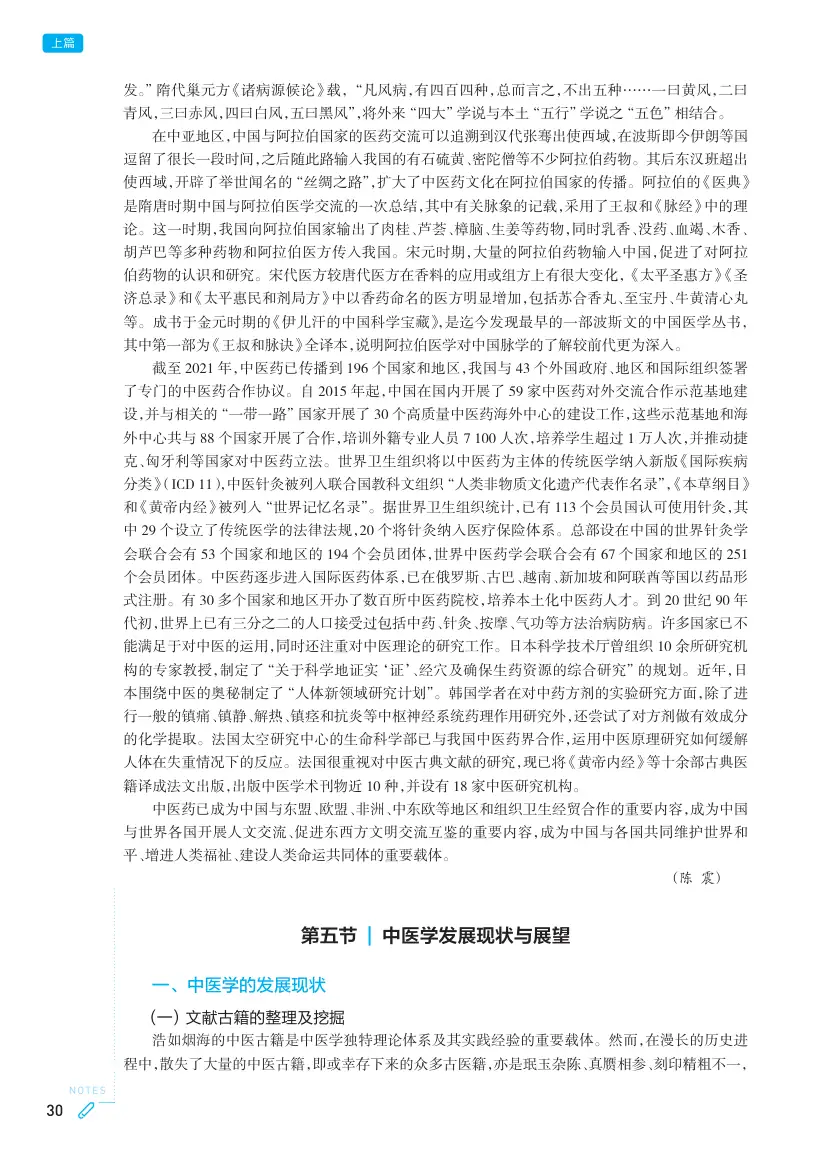 上篇
发。”隋代巢元方《诸病源候论》载，“凡风病，有四百四种，总而言之，不出五种……一曰黄风，二曰
青风，三曰赤风，四曰白风，五曰黑风”，将外来“四大”学说与本土“五行”学说之“五色”相结合。
在中亚地区，中国与阿拉伯国家的医药交流可以追溯到汉代张骞出使西域，在波斯即今伊朗等国
逗留了很长一段时间，之后随此路输入我国的有石硫黄、密陀僧等不少阿拉伯药物。其后东汉班超出
使西域，开辟了举世闻名的“丝绸之路”，扩大了中医药文化在阿拉伯国家的传播。阿拉伯的《医典》
是隋唐时期中国与阿拉伯医学交流的一次总结，其中有关脉象的记载，采用了王叔和《脉经》中的理
论。这一时期，我国向阿拉伯国家输出了肉桂、芦荟、樟脑、生姜等药物，同时乳香、没药、血竭、木香、
胡芦巴等多种药物和阿拉伯医方传入我国。宋元时期，大量的阿拉伯药物输入中国，促进了对阿拉
伯药物的认识和研究。宋代医方较唐代医方在香料的应用或组方上有很大变化，《太平圣惠方》《圣
济总录》和《太平惠民和剂局方》中以香药命名的医方明显增加，包括苏合香丸、至宝丹、牛黄清心丸
等。成书于金元时期的《伊儿汗的中国科学宝藏》，是迄今发现最早的一部波斯文的中国医学丛书，
其中第一部为《王叔和脉诀》全译本，说明阿拉伯医学对中国脉学的了解较前代更为深入。
截至 2021 年，中医药已传播到 196 个国家和地区，我国与 43 个外国政府、地区和国际组织签署
了专门的中医药合作协议。自 2015 年起，中国在国内开展了 59 家中医药对外交流合作示范基地建
设，并与相关的“一带一路”国家开展了 30 个高质量中医药海外中心的建设工作，这些示范基地和海
外中心共与 88 个国家开展了合作，培训外籍专业人员 7 100 人次，培养学生超过 1 万人次，并推动捷
克、匈牙利等国家对中医药立法。世界卫生组织将以中医药为主体的传统医学纳入新版《国际疾病
分类》（ICD 11），中医针灸被列入联合国教科文组织“人类非物质文化遗产代表作名录”，《本草纲目》
和《黄帝内经》被列入“世界记忆名录”。据世界卫生组织统计，已有 113 个会员国认可使用针灸，其
中 29 个设立了传统医学的法律法规，20 个将针灸纳入医疗保险体系。总部设在中国的世界针灸学
会联合会有 53 个国家和地区的 194 个会员团体，世界中医药学会联合会有 67 个国家和地区的 251
个会员团体。中医药逐步进入国际医药体系，已在俄罗斯、古巴、越南、新加坡和阿联酋等国以药品形
式注册。有 30 多个国家和地区开办了数百所中医药院校，培养本土化中医药人才。到 20 世纪 90 年
代初，世界上已有三分之二的人口接受过包括中药、针灸、按摩、气功等方法治病防病。许多国家已不
能满足于对中医的运用，同时还注重对中医理论的研究工作。日本科学技术厅曾组织 10 余所研究机
构的专家教授，制定了“关于科学地证实‘证’、经穴及确保生药资源的综合研究”的规划。近年，日
本围绕中医的奥秘制定了“人体新领域研究计划”。韩国学者在对中药方剂的实验研究方面，除了进
行一般的镇痛、镇静、解热、镇痉和抗炎等中枢神经系统药理作用研究外，还尝试了对方剂做有效成分
的化学提取。法国太空研究中心的生命科学部已与我国中医药界合作，运用中医原理研究如何缓解
人体在失重情况下的反应。法国很重视对中医古典文献的研究，现已将《黄帝内经》等十余部古典医
籍译成法文出版，出版中医学术刊物近 10 种，并设有 18 家中医研究机构。
中医药已成为中国与东盟、欧盟、非洲、中东欧等地区和组织卫生经贸合作的重要内容，成为中国
与世界各国开展人文交流、促进东西方文明交流互鉴的重要内容，成为中国与各国共同维护世界和
平、增进人类福祉、建设人类命运共同体的重要载体。
（陈 震）
第五节 | 中医学发展现状与展望
一、中医学的发展现状
（一）文献古籍的整理及挖掘
浩如烟海的中医古籍是中医学独特理论体系及其实践经验的重要载体。然而，在漫长的历史进
程中，散失了大量的中医古籍，即或幸存下来的众多古医籍，亦是珉玉杂陈、真赝相参、刻印精粗不一，
NOTES
30